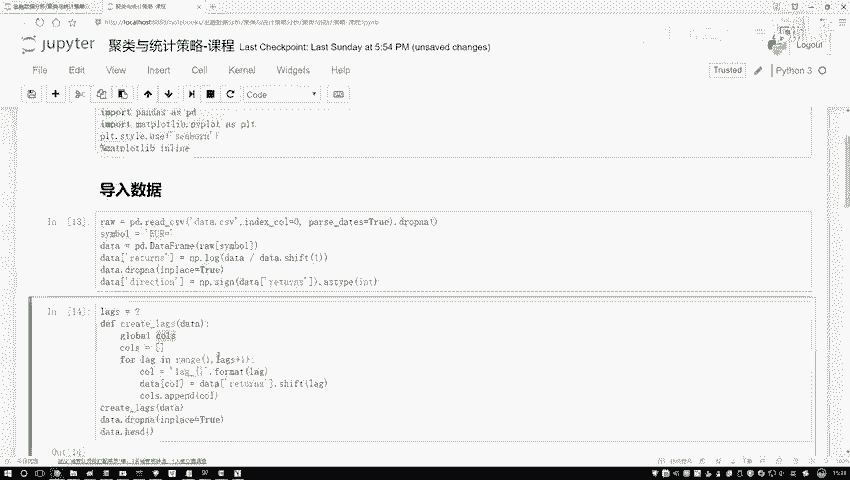 jupyter 聚类与统计策略-课程 Last Checkpoint: Last Sunday at 5:54 PM (unsaved changes)
Logout
File Edit View Insert Cell Kernel Widgets Help
Trusted Python 3
Code
import pandas as pd
import matplotlib.pyplot as plt
plt.style.use('seaborn')
%matplotlib inline
导入数据
In [13]:
raw = pd.read_csv('data.csv',index_col=0, parse_dates=True).dropna()
symbol = 'EUR='
data = pd.DataFrame(raw[symbol])
data['returns'] = np.log(data / data.shift(1))
data.dropna(inplace=True)
data['direction'] = np.sign(data['returns']).astype(int)
In [14]:
def create_lags(data):
global cols
cols = []
for lag in range(1,lags+1):
col = 'lag_{}'.format(lag)
data[col] = data['returns'].shift(lag)
cols.append(col)
create_lags(data)
data.dropna(inplace=True)
data.head()
Out[14]